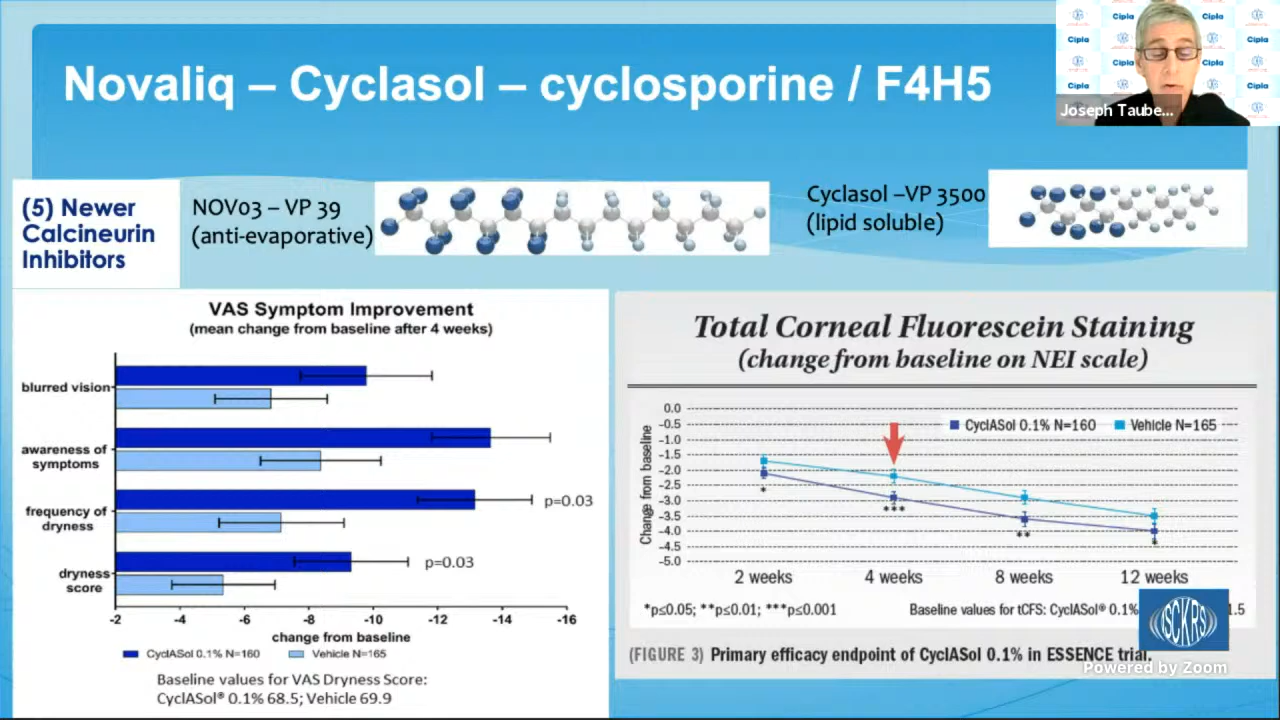 Novaliq – Cyclasol – cyclosporine / F4H5
Cipla
Cipla
Cipla
Cipla
Cipla
Cipla
Joseph Taube...
(5) Newer
Calcineurin
Inhibitors
NOV03 – VP 39
(anti-evaporative)
Cyclasol –VP 3500
(lipid soluble)
VAS Symptom Improvement
(mean change from baseline after 4 weeks)
blurred vision
awareness of
symptoms
frequency of
dryness
p=0.03
dryness
score
p=0.03
-2 -4 -6 -8 -10 -12 -14 -16
change from baseline
CyclASol 0.1% N=160 Vehicle N=165
Baseline values for VAS Dryness Score:
CyclASol® 0.1% 68.5; Vehicle 69.9
Total Corneal Fluorescein Staining
(change from baseline on NEI scale)
Change from baseline
0.0
–0.5
–1.0
–1.5
–2.0
–2.5
–3.0
–3.5
–4.0
–4.5
–5.0
CyclASol 0.1% N=160 Vehicle N=165
*
***
**
*
2 weeks 4 weeks 8 weeks 12 weeks
*p≤0.05; **p≤0.01; ***p≤0.001
Baseline values for tCFS: CyclASol® 0.1% 1.5
(FIGURE 3) Primary efficacy endpoint of CyclASol 0.1% in ESSENCE trial.
ISCKRS
Powered by Zoom